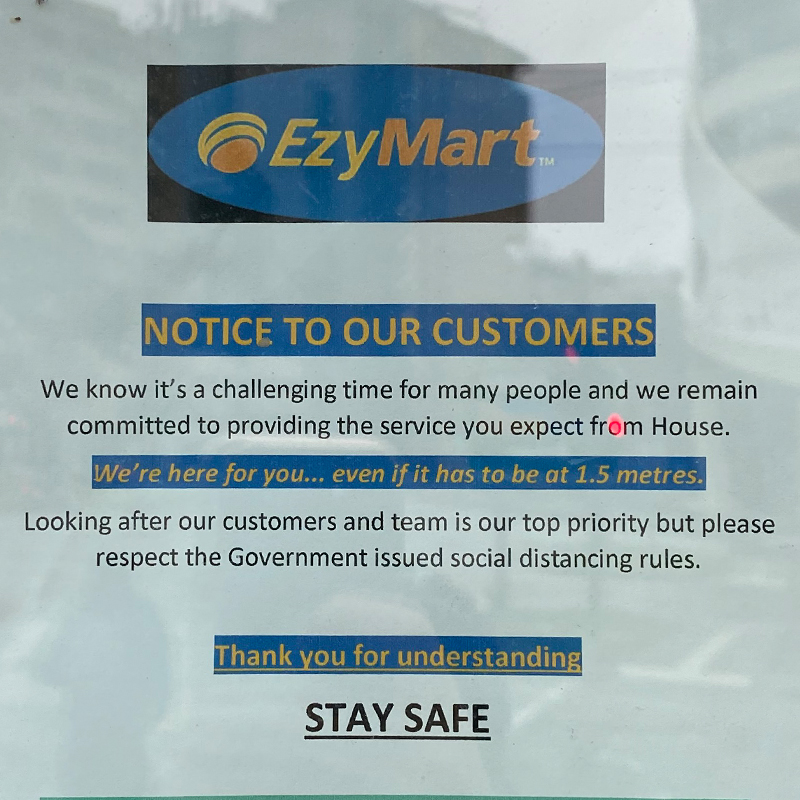 EzyMart™
NOTICE TO OUR CUSTOMERS
We know it's a challenging time for many people and we remain
committed to providing the service you expect from House.
We're here for you... even if it has to be at 1.5 metres.
Looking after our customers and team is our top priority but please
respect the Government issued social distancing rules.
Thank you for understanding
STAY SAFE